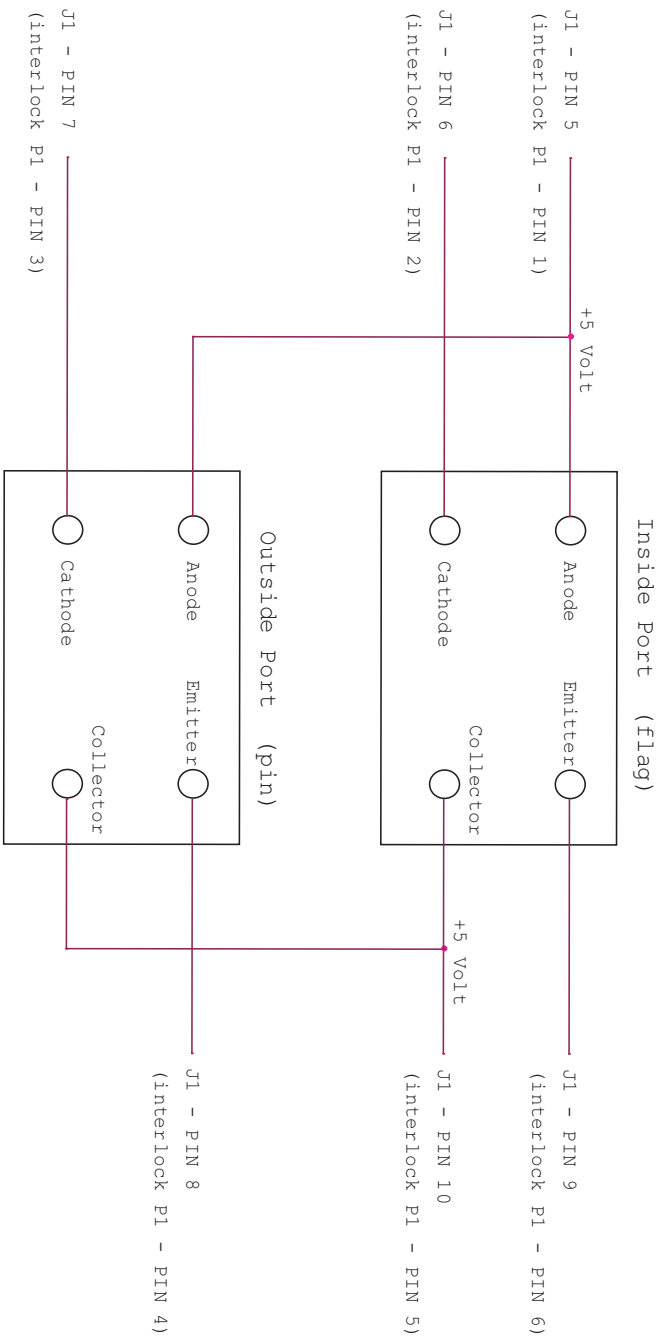 Inside Port (flag)
J1 - PIN 5
(interlock P1 - PIN 1)
+5 Volt
Anode
Emitter
J1 - PIN 9
(interlock P1 - PIN 6)
J1 - PIN 6
(interlock P1 - PIN 2)
Cathode
Collector
+5 Volt
J1 - PIN 10
(interlock P1 - PIN 5)
Outside Port (pin)
Anode
Emitter
J1 - PIN 8
(interlock P1 - PIN 4)
J1 - PIN 7
(interlock P1 - PIN 3)
Cathode
Collector